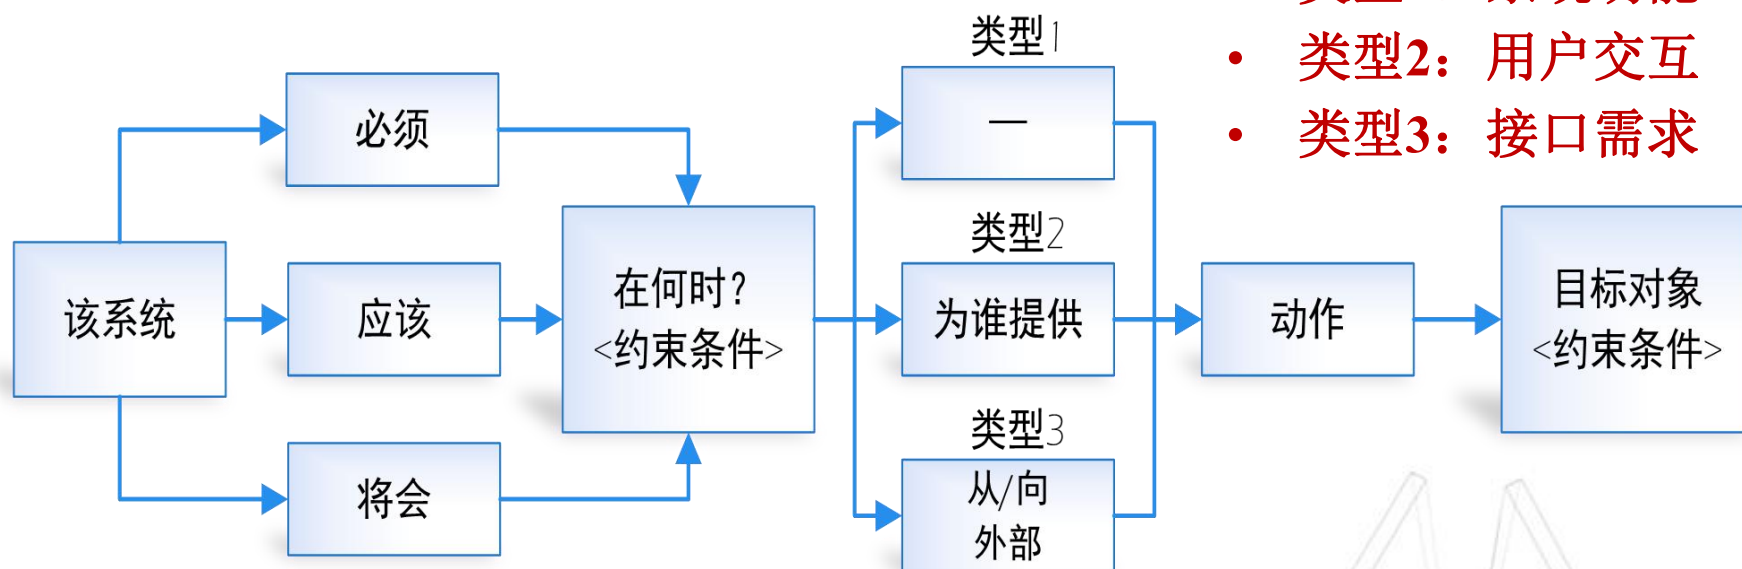 类型1
• 类型2：用户交互
• 类型3：接口需求
必须
—
类型2
该系统
应该
在何时？
<约束条件>
为谁提供
动作
目标对象
<约束条件>
类型3
将会
从/向
外部